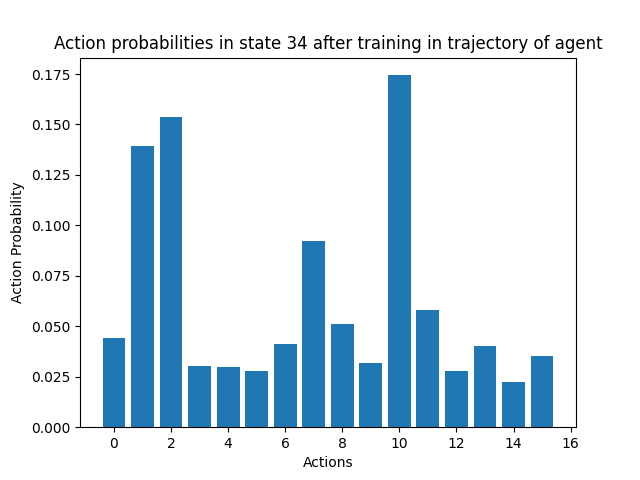 Action probabilities in state 34 after training in trajectory of agent
0.175
0.150
0.125
0.100
0.075
0.050
0.025
0.000
Action Probability
0 2 4 6 8 10 12 14 16
Actions